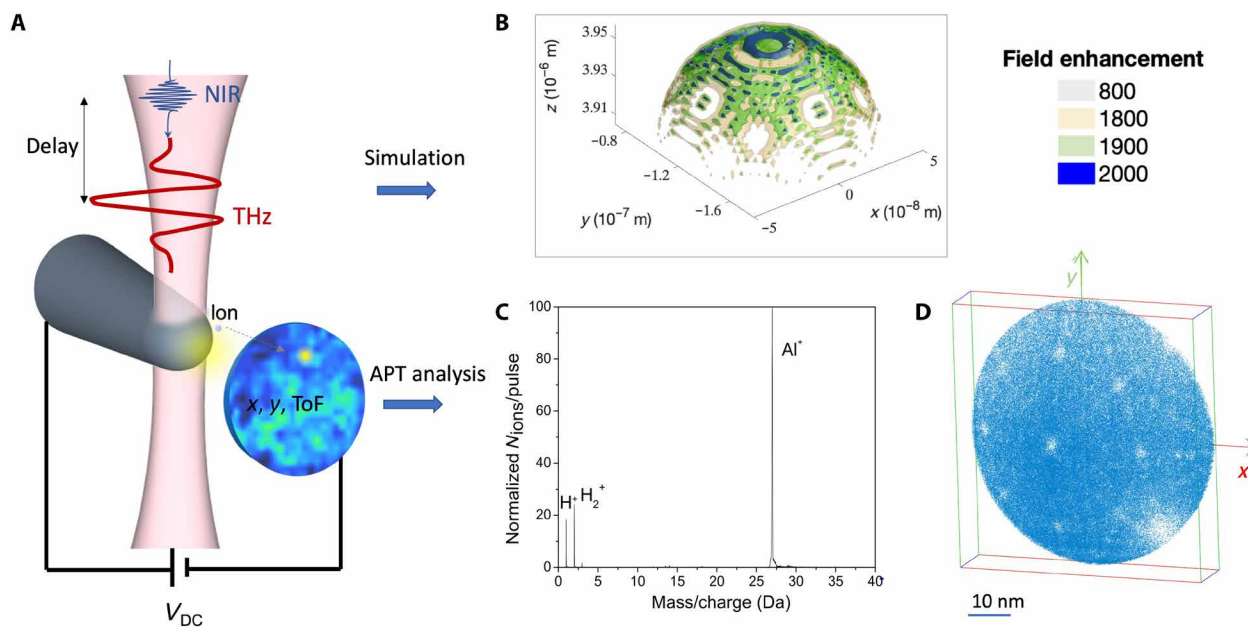 A
NIR
Delay
THz
Ion
x, y, ToF
V_DC
Simulation
APT analysis
B
3.95
3.93
3.91
z (10⁻⁶ m)
−0.8
−1.2
−1.6
y (10⁻⁷ m)
−5
0
5
x (10⁻⁸ m)
Field enhancement
800
1800
1900
2000
C
100
80
60
40
20
0
Normalized N_ions/pulse
H⁺ H₂⁺
Al⁺
0 5 10 15 20 25 30 35 40
Mass/charge (Da)
D
y
x
10 nm